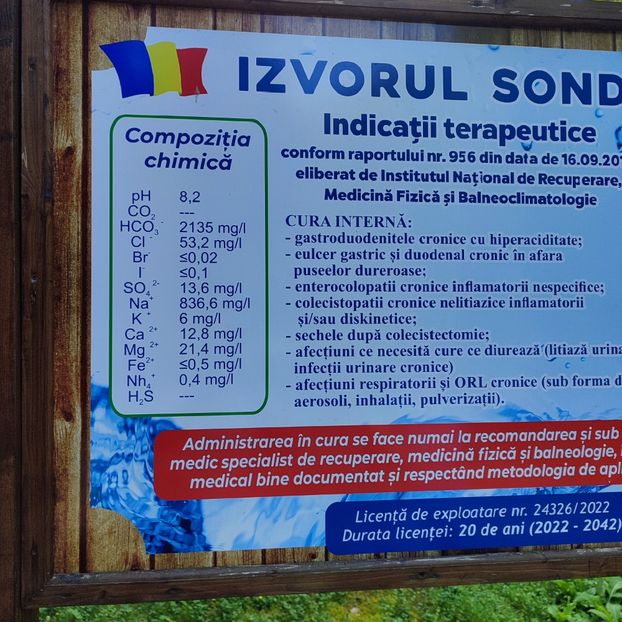 IZVORUL SOND
Compoziția
chimică
pH 8,2
CO₂ ---
HCO₃⁻ 2135 mg/l
Cl⁻ 53,2 mg/l
Br⁻ ≤0,02
I⁻ ≤0,1
SO₄²⁻ 13,6 mg/l
Na⁺ 836,6 mg/l
K⁺ 6 mg/l
Ca²⁺ 12,8 mg/l
Mg²⁺ 21,4 mg/l
Fe²⁺ ≤0,5 mg/l
Nh₄⁺ 0,4 mg/l
H₂S ---
Indicații terapeutice
conform raportului nr. 956 din data de 16.09.20
eliberat de Institutul Național de Recuperare,
Medicină Fizică și Balneoclimatologie
CURA INTERNĂ:
- gastroduodenitele cronice cu hiperaciditate;
- eulcer gastric și duodenal cronic în afara
puseelor dureroase;
- enterocolopatii cronice inflamatorii nespecifice;
- colecistopatii cronice nelitiazice inflamatorii
și/sau diskinetice;
- sechele după colecistectomie;
- afecțiuni ce necesită cure ce diurează (litiază urina
infecții urinare cronice)
- afecțiuni respiratorii și ORL cronice (sub forma d
aerosoli, inhalații, pulverizații).
Administrarea în cura se face numai la recomandarea și sub
medic specialist de recuperare, medicină fizică și balneologie,
medical bine documentat și respectând metodologia de apli
Licență de exploatare nr. 24326/2022
Durata licenței: 20 de ani (2022 - 2042)